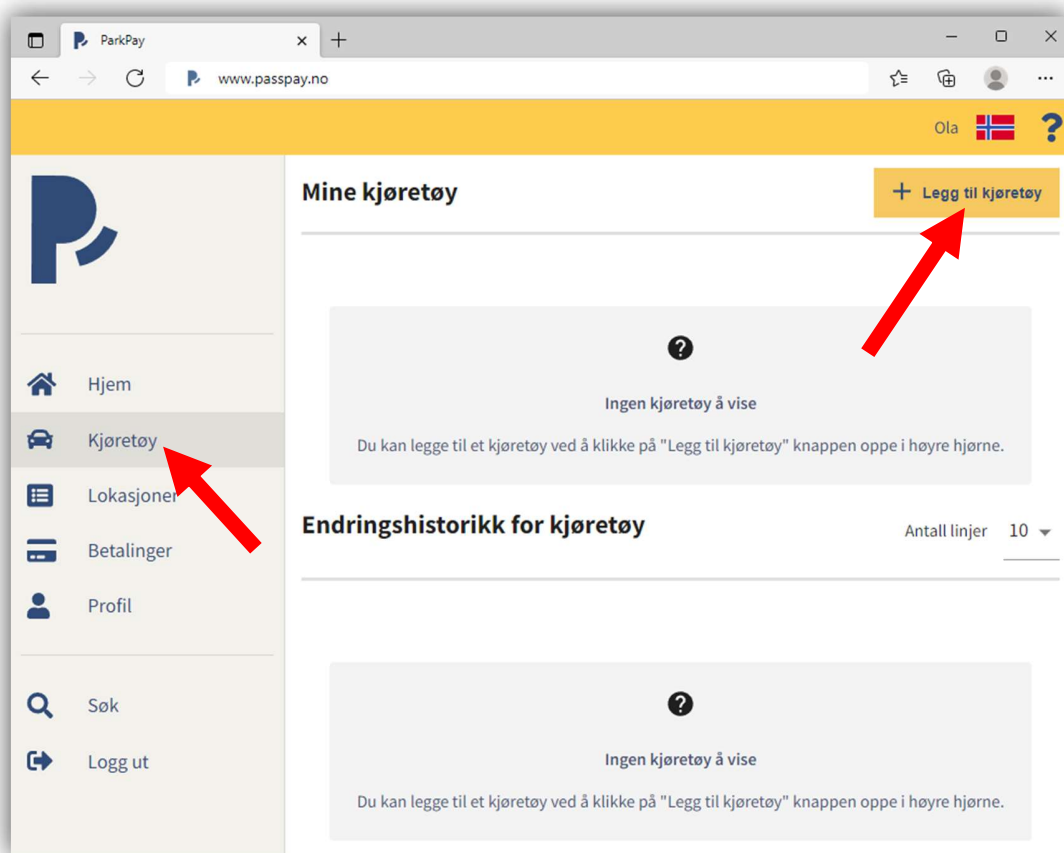 ParkPay
www.passpay.no
Ola
Mine kjøretøy
Legg til kjøretøy
Ingen kjøretøy å vise
Du kan legge til et kjøretøy ved å klikke på "Legg til kjøretøy" knappen oppe i høyre hjørne.
Hjem
Kjøretøy
Lokasjoner
Betalinger
Profil
Søk
Logg ut
Endringshistorikk for kjøretøy
Antall linjer 10
Ingen kjøretøy å vise
Du kan legge til et kjøretøy ved å klikke på "Legg til kjøretøy" knappen oppe i høyre hjørne.